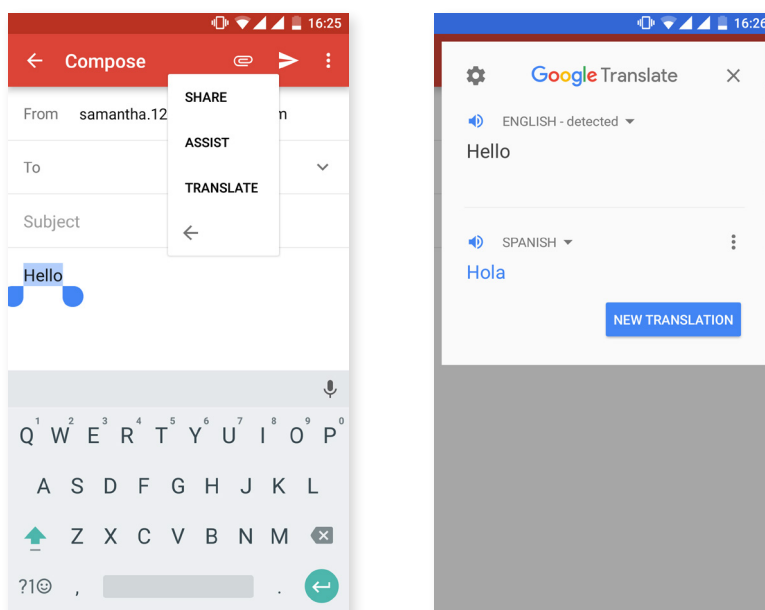 16:25
Compose
SHARE
From samantha.12
ASSIST
To
TRANSLATE
Subject
Hello
1 2 3 4 5 6 7 8 9 0
Q W E R T Y U I O P
A S D F G H J K L
Z X C V B N M
?1☺ , .
16:26
Google Translate
ENGLISH - detected
Hello
SPANISH
Hola
NEW TRANSLATION